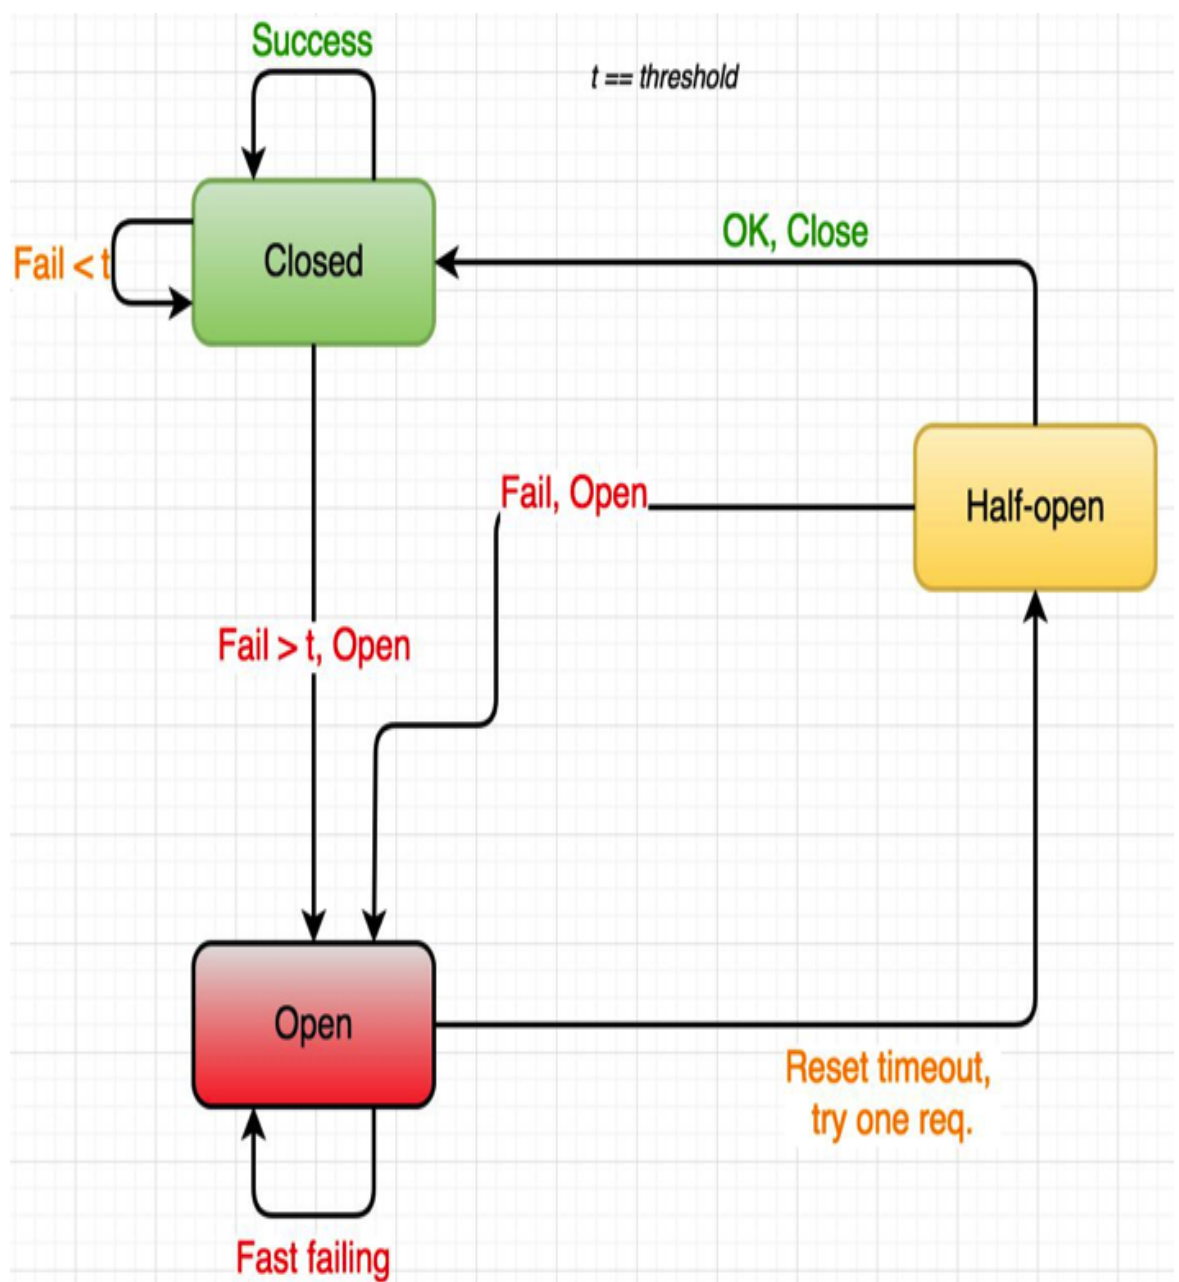 Success
t == threshold
OK, Close
Fail < t
Closed
Fail, Open
Half-open
Fail > t, Open
Open
Reset timeout,
try one req.
Fast failing